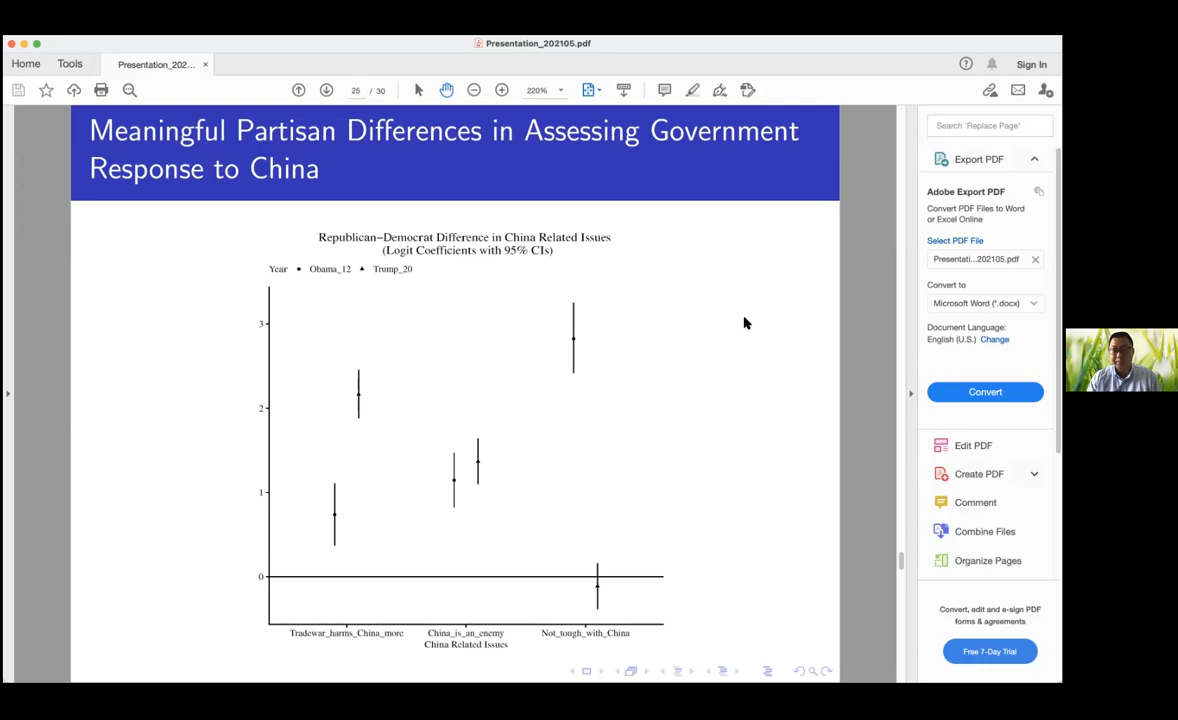 Presentation_202105.pdf
Home
Tools
Presentation_202...
×
Sign In
25 / 30
220%
Meaningful Partisan Differences in Assessing Government
Response to China
Republican−Democrat Difference in China Related Issues
(Logit Coefficients with 95% CIs)
Year Obama_12 Trump_20
3
2
1
0
Tradewar_harms_China_more China_is_an_enemy Not_tough_with_China
China Related Issues
Search 'Replace Page'
Export PDF
Adobe Export PDF
Convert PDF Files to Word
or Excel Online
Select PDF File
Presentati...202105.pdf
Convert to
Microsoft Word (*.docx)
Document Language:
English (U.S.) Change
Convert
Edit PDF
Create PDF
Comment
Combine Files
Organize Pages
Convert, edit and e-sign PDF
forms & agreements
Free 7-Day Trial